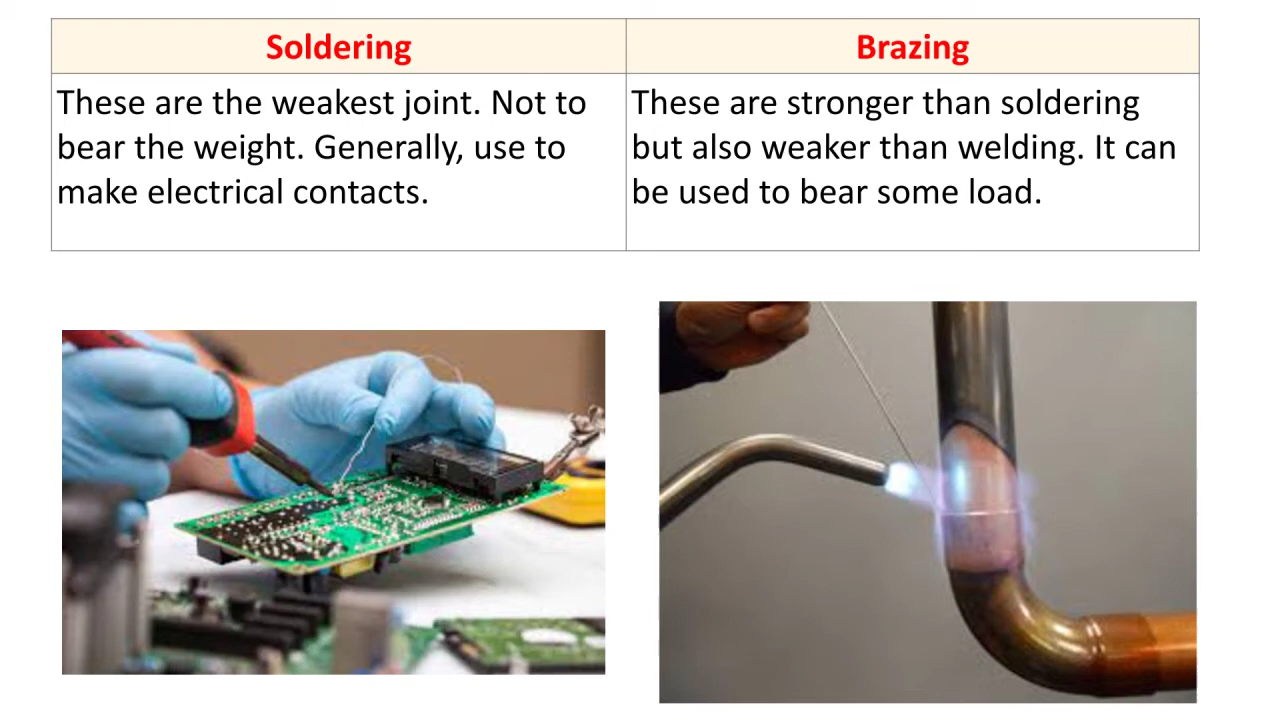 Soldering
Brazing
These are the weakest joint. Not to
bear the weight. Generally, use to
make electrical contacts.
These are stronger than soldering
but also weaker than welding. It can
be used to bear some load.